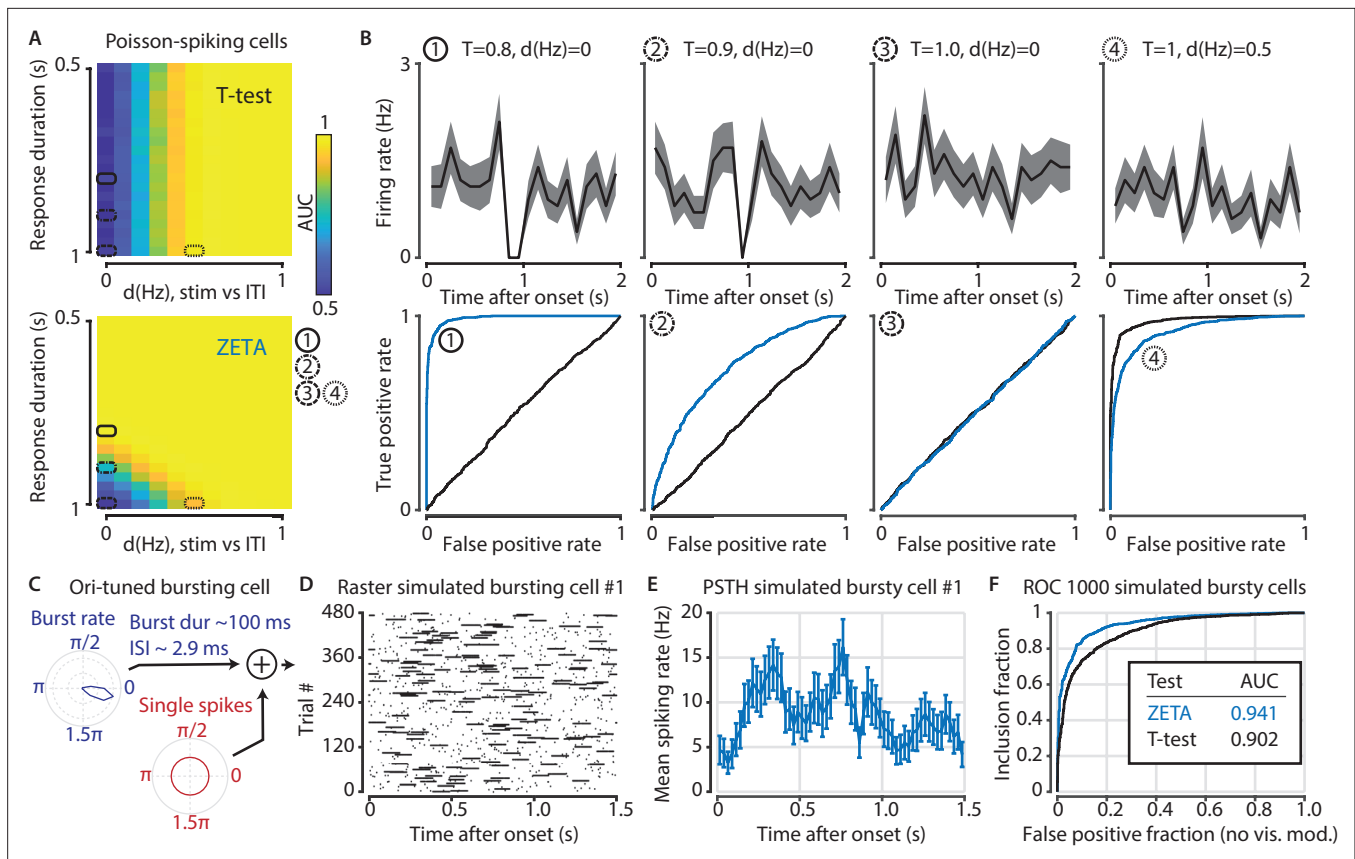 A
Poisson-spiking cells
Response duration (s)
0.5
1
T-test
0
1
d(Hz), stim vs ITI
1
AUC
0.5
Response duration (s)
0.5
1
ZETA
0
1
d(Hz), stim vs ITI
1
2
3
4
B
1 T=0.8, d(Hz)=0
2 T=0.9, d(Hz)=0
3 T=1.0, d(Hz)=0
4 T=1, d(Hz)=0.5
Firing rate (Hz)
3
0
0 1 2
Time after onset (s)
0 1 2
Time after onset (s)
0 1 2
Time after onset (s)
0 1 2
Time after onset (s)
True positive rate
1
0
1
2
3
4
0 1
False positive rate
0 1
False positive rate
0 1
False positive rate
0 1
False positive rate
C
Ori-tuned bursting cell
Burst rate
π/2
π
0
1.5π
Burst dur ~100 ms
ISI ~ 2.9 ms
+
Single spikes
π/2
π
0
1.5π
D
Raster simulated bursting cell #1
Trial #
480
360
240
120
0
0 0.5 1.0 1.5
Time after onset (s)
E
PSTH simulated bursty cell #1
Mean spiking rate (Hz)
20
15
10
5
0
0 0.5 1.0 1.5
Time after onset (s)
F
ROC 1000 simulated bursty cells
Inclusion fraction
1
0.8
0.6
0.4
0.2
0
Test AUC
ZETA 0.941
T-test 0.902
0 0.2 0.4 0.6 0.8 1.0
False positive fraction (no vis. mod.)